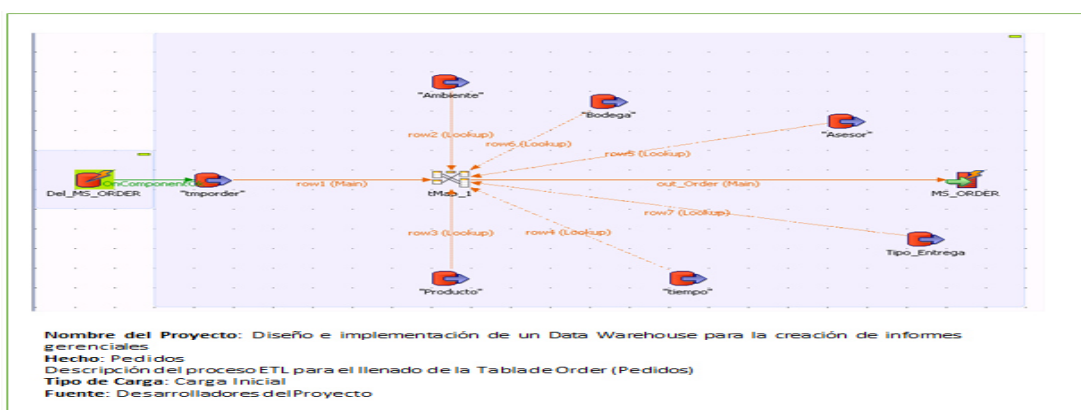 "Ambiente"
"Bodega"
"Asesor"
row2 (Lookup)
row6 (Lookup)
row5 (Lookup)
OnComponentO
row1 (Main)
out_Order (Main)
Del_MS_ORDER
"tmporder"
tMap_1
MS_ORDER
row7 (Lookup)
row3 (Lookup)
row4 (Lookup)
Tipo_Entrega
"Producto"
"tiempo"
Nombre del Proyecto: Diseño e implementación de un Data Warehouse para la creación de informes
gerenciales
Hecho: Pedidos
Descripción del proceso ETL para el llenado de la Tabla de Order (Pedidos)
Tipo de Carga: Carga Inicial
Fuente: Desarrolladores del Proyecto